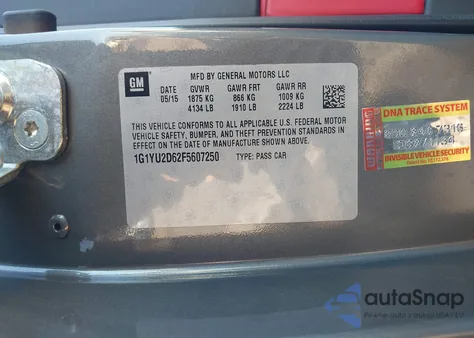 GM
MFD BY GENERAL MOTORS LLC
DATE GVWR GAWR FRT GAWR RR
05/15 1875 KG 866 KG 1009 KG
4134 LB 1910 LB 2224 LB
THIS VEHICLE CONFORMS TO ALL APPLICABLE U.S. FEDERAL MOTOR
VEHICLE SAFETY, BUMPER, AND THEFT PREVENTION STANDARDS IN
EFFECT ON THE DATE OF MANUFACTURE SHOWN ABOVE.
1G1YU2D62F5607250 TYPE: PASS CAR
WARNING
DNA TRACE SYSTEM
INVISIBLE VEHICLE SECURITY
autoSnap